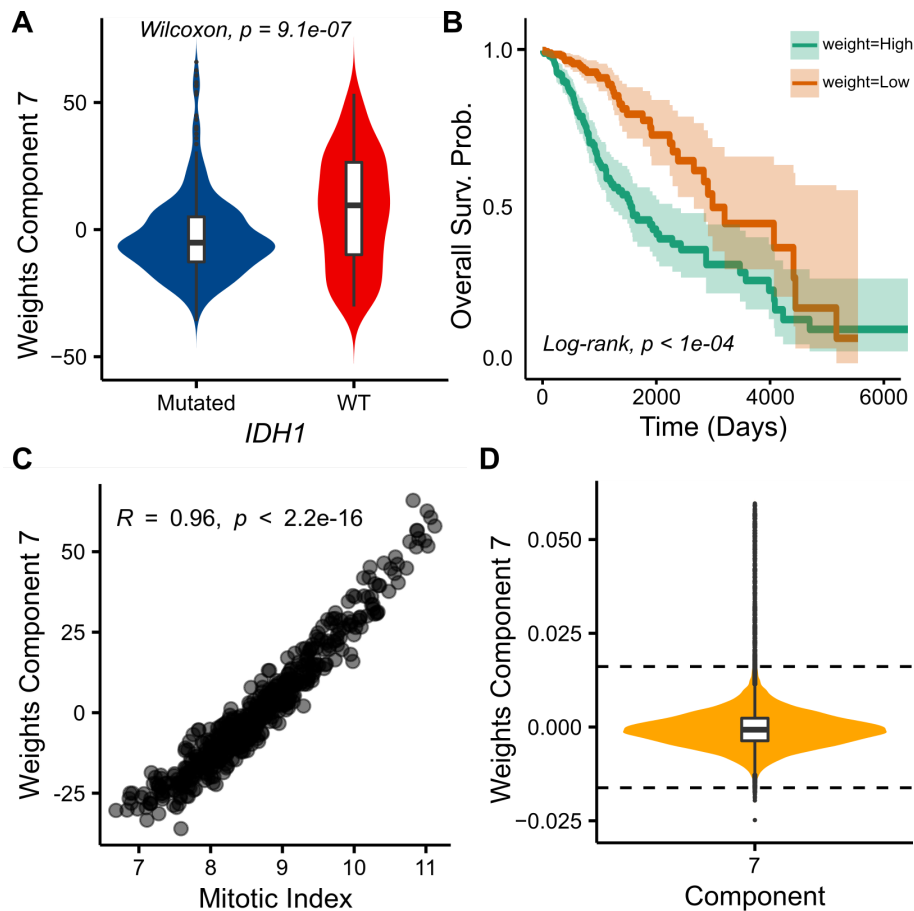 A
Wilcoxon, p = 9.1e-07
Weights Component 7
50
0
−50
Mutated
WT
IDH1
B
weight=High
weight=Low
Overall Surv. Prob.
1.0
0.5
0.0
Log-rank, p < 1e-04
0
2000
4000
6000
Time (Days)
C
R = 0.96, p < 2.2e-16
Weights Component 7
50
25
0
-25
7
8
9
10
11
Mitotic Index
D
Weights Component 7
0.050
0.025
0.000
−0.025
7
Component